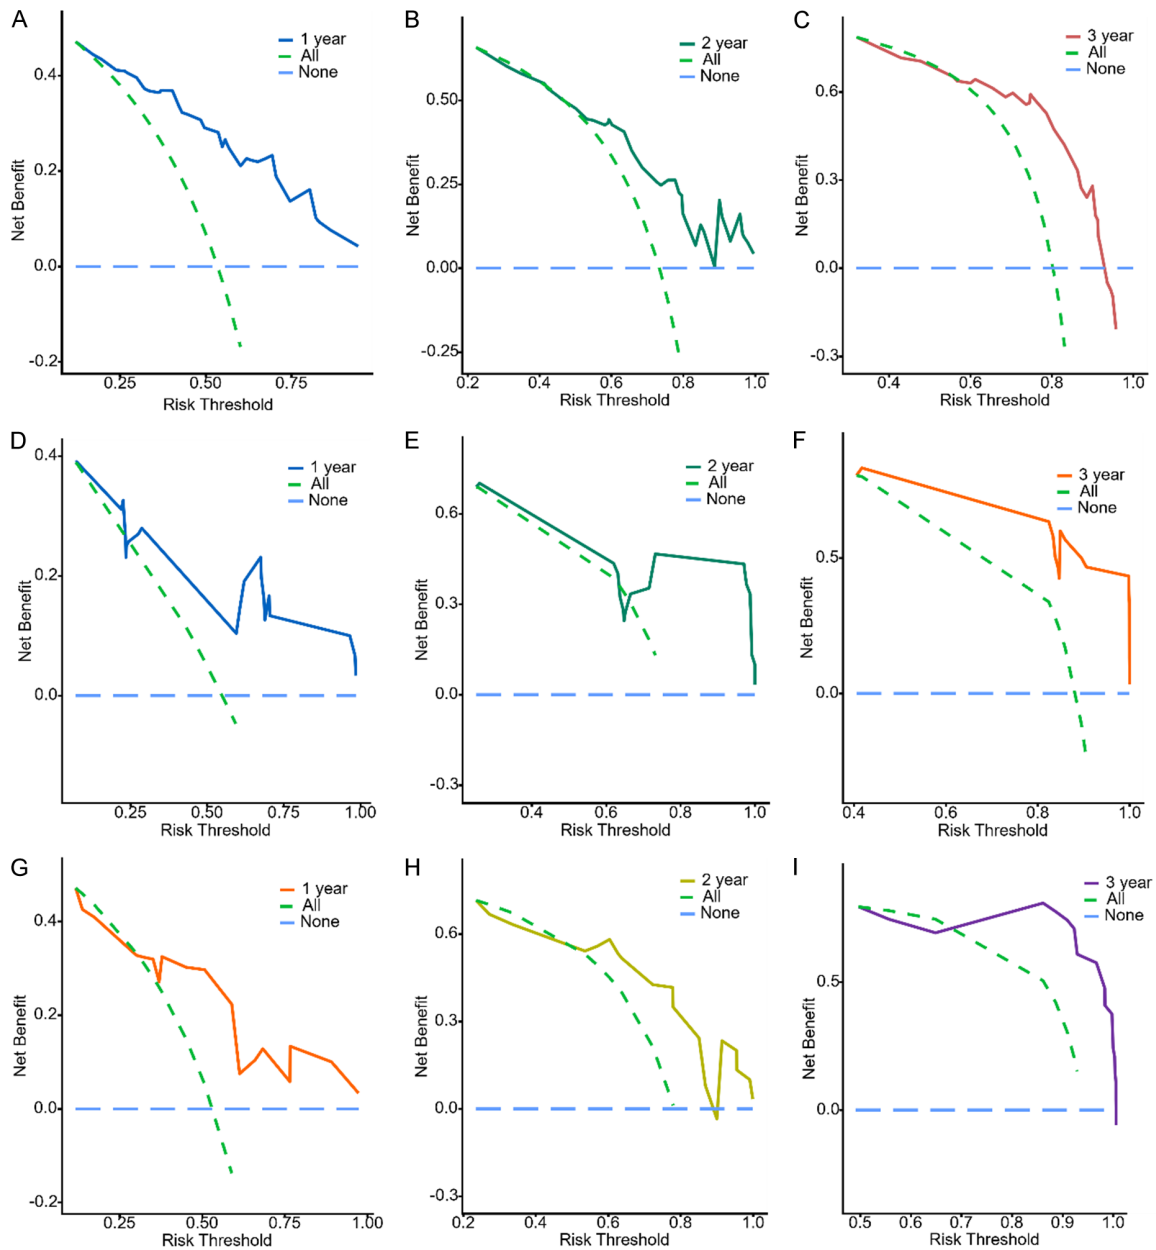 A
1 year
All
None
0.4
0.2
0.0
-0.2
Net Benefit
0.25
0.50
0.75
Risk Threshold
B
2 year
All
None
0.50
0.25
0.00
-0.25
Net Benefit
0.2
0.4
0.6
0.8
1.0
Risk Threshold
C
3 year
All
None
0.6
0.3
0.0
-0.3
Net Benefit
0.4
0.6
0.8
1.0
Risk Threshold
D
1 year
All
None
0.4
0.2
0.0
Net Benefit
0.25
0.50
0.75
1.00
Risk Threshold
E
2 year
All
None
0.6
0.3
0.0
-0.3
Net Benefit
0.4
0.6
0.8
1.0
Risk Threshold
F
3 year
All
None
0.5
0.0
Net Benefit
0.4
0.6
0.8
1.0
Risk Threshold
G
1 year
All
None
0.4
0.2
0.0
-0.2
Net Benefit
0.25
0.50
0.75
1.00
Risk Threshold
H
2 year
All
None
0.6
0.3
0.0
-0.3
Net Benefit
0.2
0.4
0.6
0.8
1.0
Risk Threshold
I
3 year
All
None
0.5
0.0
Net Benefit
0.5
0.6
0.7
0.8
0.9
1.0
Risk Threshold